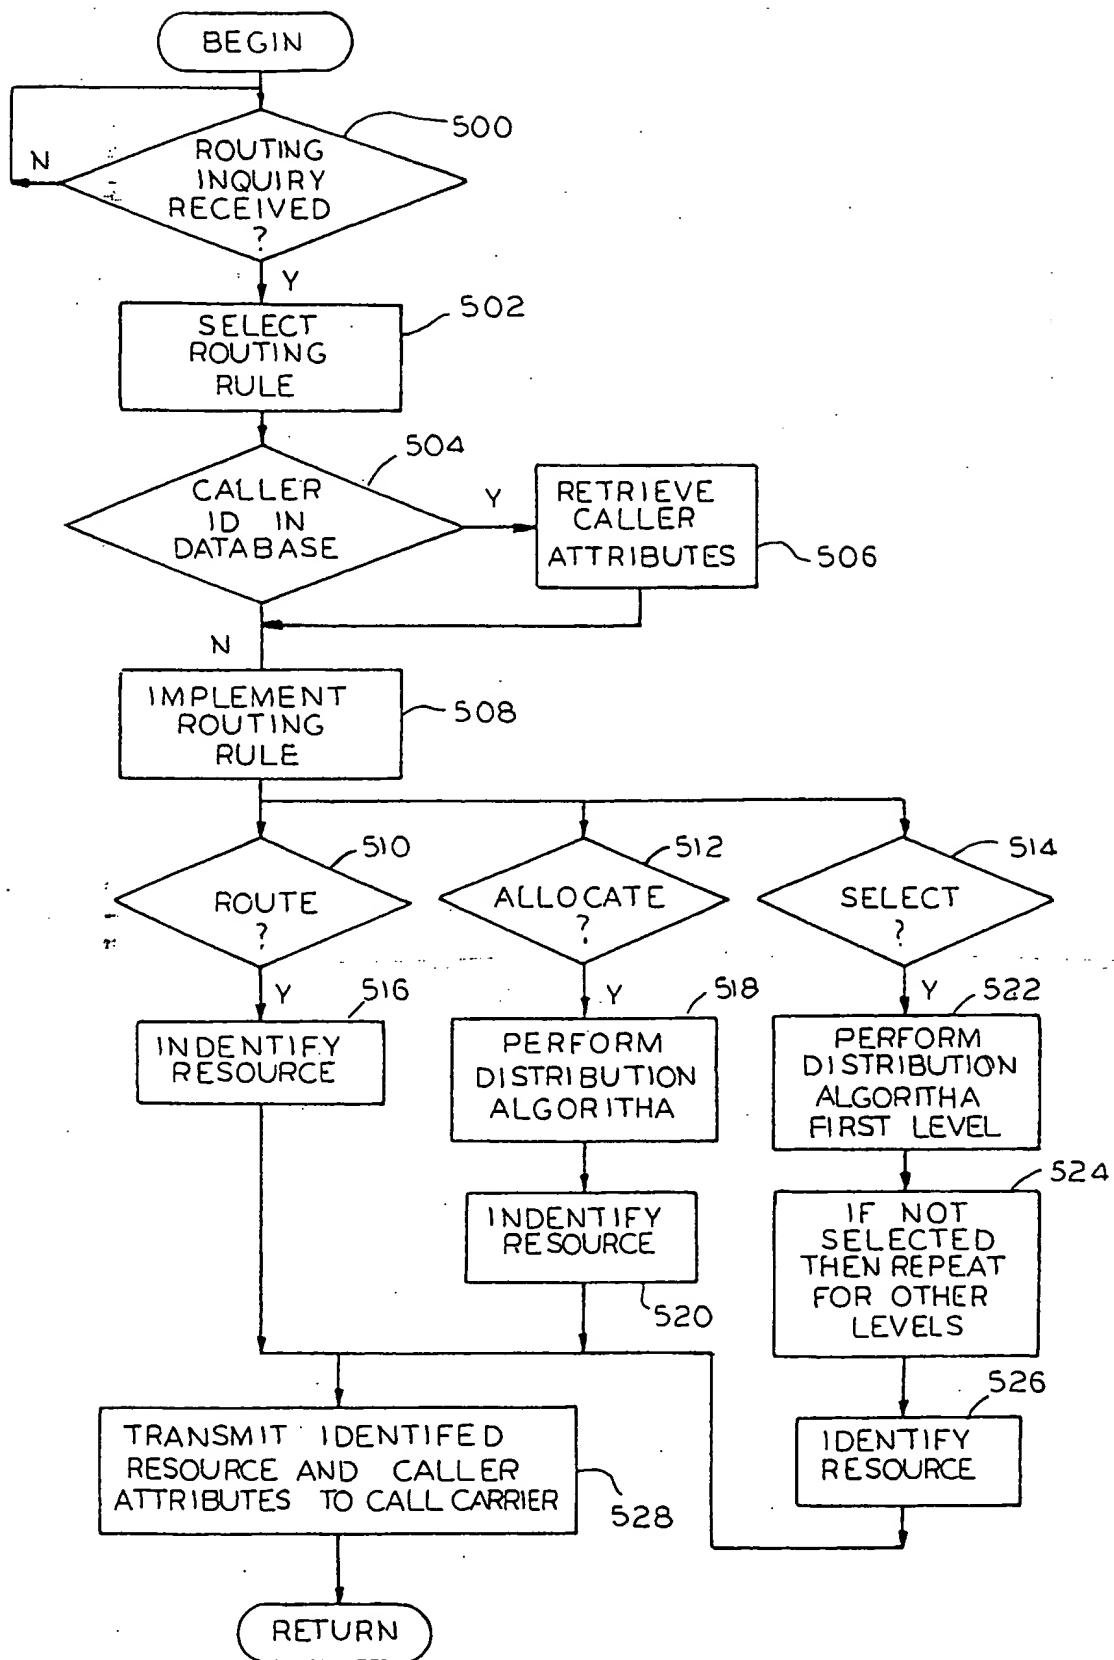 BEGIN
500
ROUTING
INQUIRY
RECEIVED
?
N
Y
502
SELECT
ROUTING
RULE
504
CALLER
ID IN
DATABASE
Y
RETRIEVE
CALLER
ATTRIBUTES
506
N
IMPLEMENT
ROUTING
RULE
508
510
ROUTE
?
512
ALLOCATE
?
514
SELECT
?
Y
516
INDENTIFY
RESOURCE
Y
518
PERFORM
DISTRIBUTION
ALGORITHA
INDENTIFY
RESOURCE
520
Y
522
PERFORM
DISTRIBUTION
ALGORITHA
FIRST LEVEL
524
IF NOT
SELECTED
THEN REPEAT
FOR OTHER
LEVELS
526
IDENTIFY
RESOURCE
TRANSMIT IDENTIFED
RESOURCE AND CALLER
ATTRIBUTES TO CALL CARRIER
528
RETURN